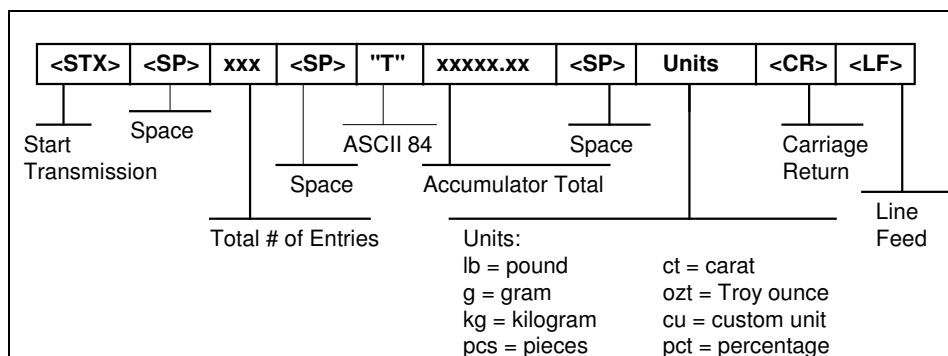 <STX> <SP> xxx <SP> "T" xxxxx.xx <SP> Units <CR> <LF>
Start
Transmission
Space
Total # of Entries
Space
ASCII 84
Accumulator Total
Space
Units:
lb = pound
g = gram
kg = kilogram
pcs = pieces
ct = carat
ozt = Troy ounce
cu = custom unit
pct = percentage
Carriage
Return
Line
Feed